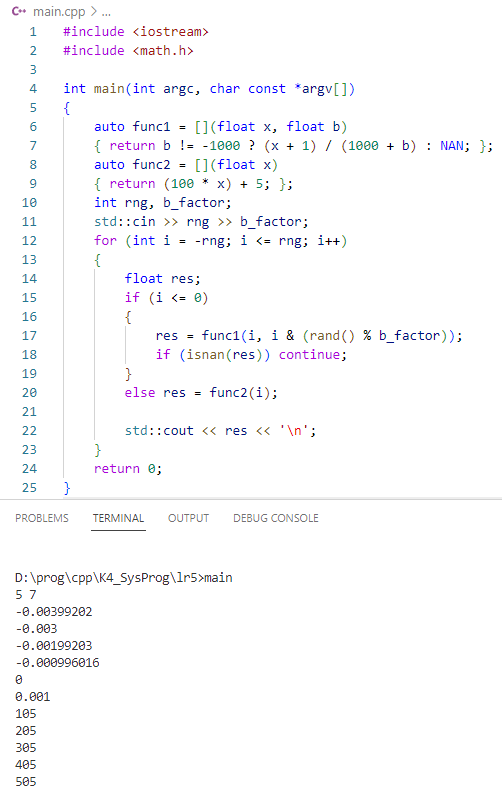 C++ main.cpp > ...
1 #include <iostream>
2 #include <math.h>
3
4 int main(int argc, char const *argv[])
5 {
6     auto func1 = [](float x, float b)
7     { return b != -1000 ? (x + 1) / (1000 + b) : NAN; };
8     auto func2 = [](float x)
9     { return (100 * x) + 5; };
10     int rng, b_factor;
11     std::cin >> rng >> b_factor;
12     for (int i = -rng; i <= rng; i++)
13     {
14         float res;
15         if (i <= 0)
16         {
17             res = func1(i, i & (rand() % b_factor));
18             if (isnan(res)) continue;
19         }
20         else res = func2(i);
21
22         std::cout << res << '\n';
23     }
24     return 0;
25 }
PROBLEMS TERMINAL OUTPUT DEBUG CONSOLE
D:\prog\cpp\K4_SysProg\lr5>main
5 7
-0.00399202
-0.003
-0.00199203
-0.000996016
0
0.001
105
205
305
405
505